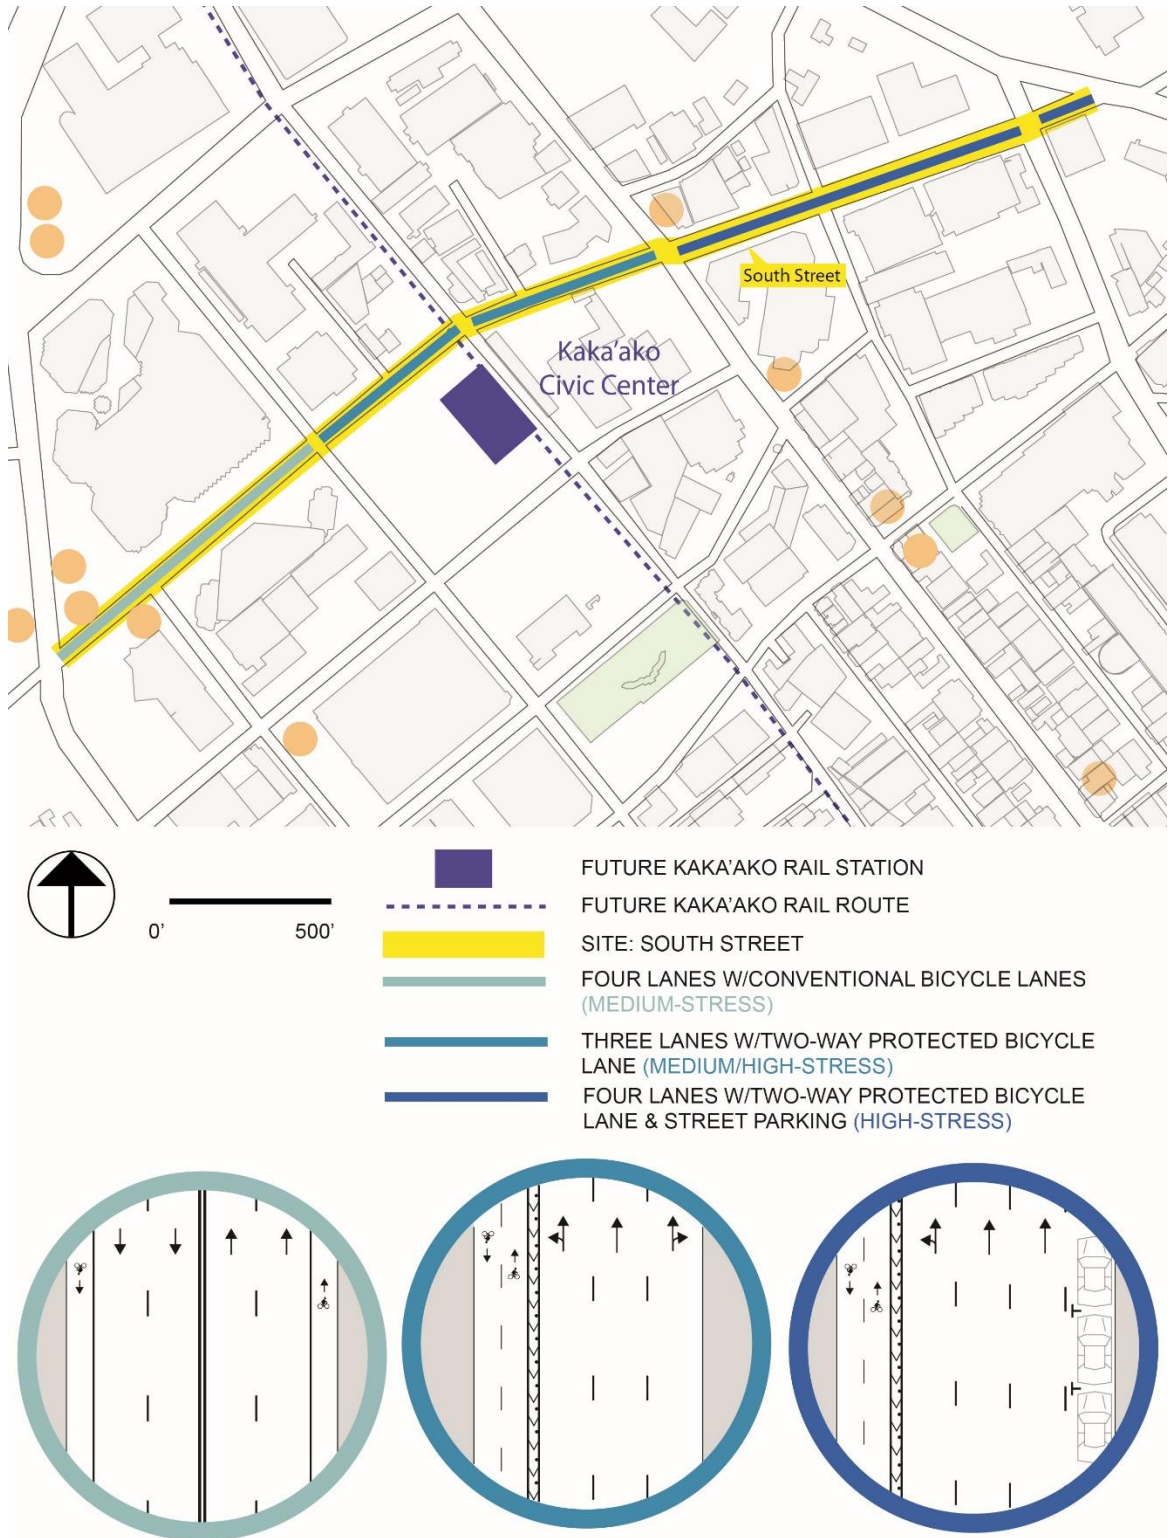 South Street
Kaka'ako
Civic Center
FUTURE KAKA'AKO RAIL STATION
FUTURE KAKA'AKO RAIL ROUTE
0' 500'
SITE: SOUTH STREET
FOUR LANES W/CONVENTIONAL BICYCLE LANES
(MEDIUM-STRESS)
THREE LANES W/TWO-WAY PROTECTED BICYCLE
LANE (MEDIUM/HIGH-STRESS)
FOUR LANES W/TWO-WAY PROTECTED BICYCLE
LANE & STREET PARKING (HIGH-STRESS)